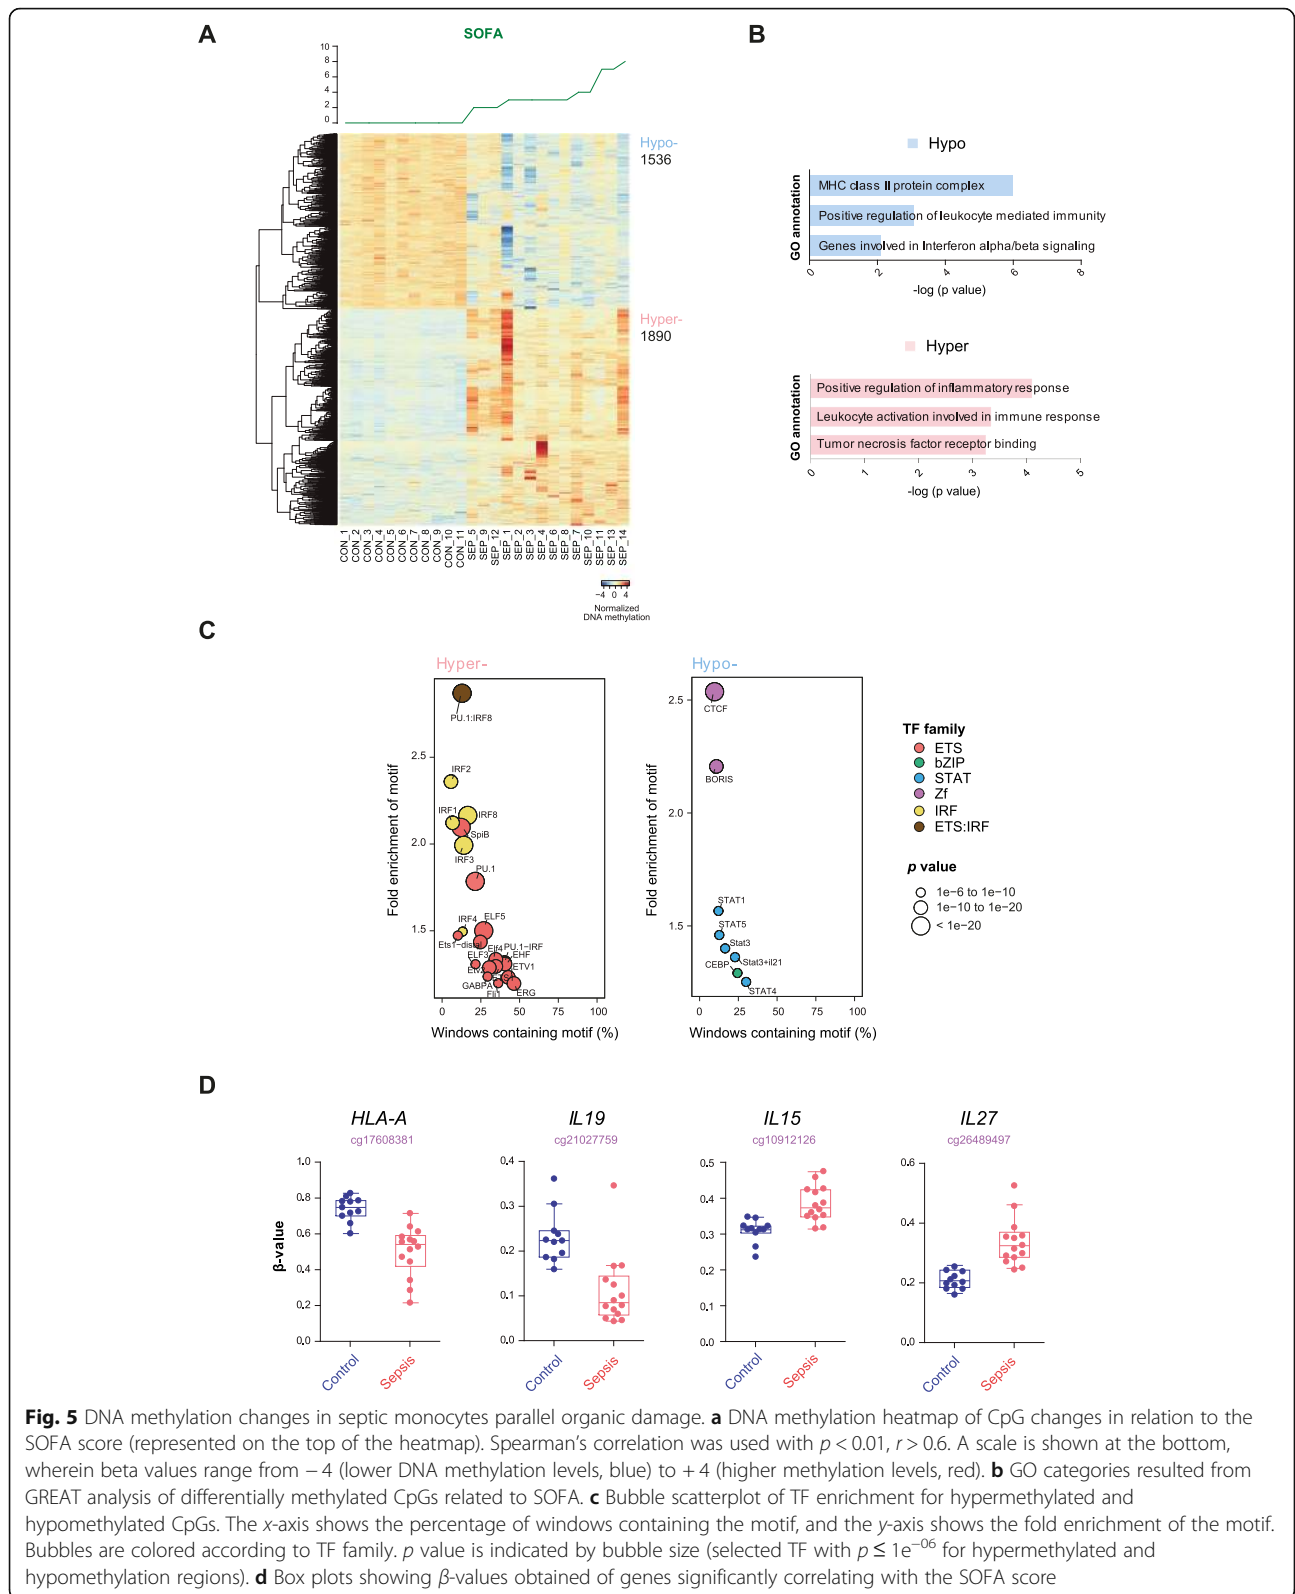 A
SOFA
10
8
6
4
2
0
Hypo-
1536
Hyper-
1890
CON_1
CON_2
CON_3
CON_4
CON_5
CON_6
CON_7
CON_8
CON_9
CON_10
CON_11
SEP_5
SEP_9
SEP_12
SEP_1
SEP_2
SEP_3
SEP_4
SEP_6
SEP_8
SEP_7
SEP_10
SEP_11
SEP_13
SEP_14
−4 0 4
Normalized
DNA methylation
B
Hypo
GO annotation
MHC class II protein complex
Positive regulation of leukocyte mediated immunity
Genes involved in Interferon alpha/beta signaling
0 2 4 6 8
-log (p value)
Hyper
GO annotation
Positive regulation of inflammatory response
Leukocyte activation involved in immune response
Tumor necrosis factor receptor binding
0 1 2 3 4 5
-log (p value)
C
Hyper-
Fold enrichment of motif
2.5
2.0
1.5
PU.1:IRF8
IRF2
IRF1
IRF8
SpiB
IRF3
PU.1
IRF4
ELF5
Ets1−distal
Elf4
PU.1−IRF
ELF3
EHF
ETV1
GABPA
Fli1
ERG
0 25 50 75 100
Windows containing motif (%)
Hypo-
Fold enrichment of motif
2.5
2.0
1.5
CTCF
BORIS
STAT1
STAT5
Stat3
Stat3+il21
CEBP
STAT4
0 25 50 75 100
Windows containing motif (%)
TF family
ETS
bZIP
STAT
Zf
IRF
ETS:IRF
p value
1e−6 to 1e−10
1e−10 to 1e−20
< 1e−20
D
HLA-A
cg17608381
β-value
1.0
0.8
0.6
0.4
0.2
0.0
Control
Sepsis
IL19
cg21027759
0.4
0.3
0.2
0.1
0.0
Control
Sepsis
IL15
cg10912126
0.5
0.4
0.3
0.2
0.1
0.0
Control
Sepsis
IL27
cg26489497
0.6
0.4
0.2
0.0
Control
Sepsis
Fig. 5 DNA methylation changes in septic monocytes parallel organic damage. a DNA methylation heatmap of CpG changes in relation to the
SOFA score (represented on the top of the heatmap). Spearman's correlation was used with p < 0.01, r > 0.6. A scale is shown at the bottom,
wherein beta values range from − 4 (lower DNA methylation levels, blue) to + 4 (higher methylation levels, red). b GO categories resulted from
GREAT analysis of differentially methylated CpGs related to SOFA. c Bubble scatterplot of TF enrichment for hypermethylated and
hypomethylated CpGs. The x-axis shows the percentage of windows containing the motif, and the y-axis shows the fold enrichment of the motif.
Bubbles are colored according to TF family. p value is indicated by bubble size (selected TF with p ≤ 1e−06 for hypermethylated and
hypomethylation regions). d Box plots showing β-values obtained of genes significantly correlating with the SOFA score